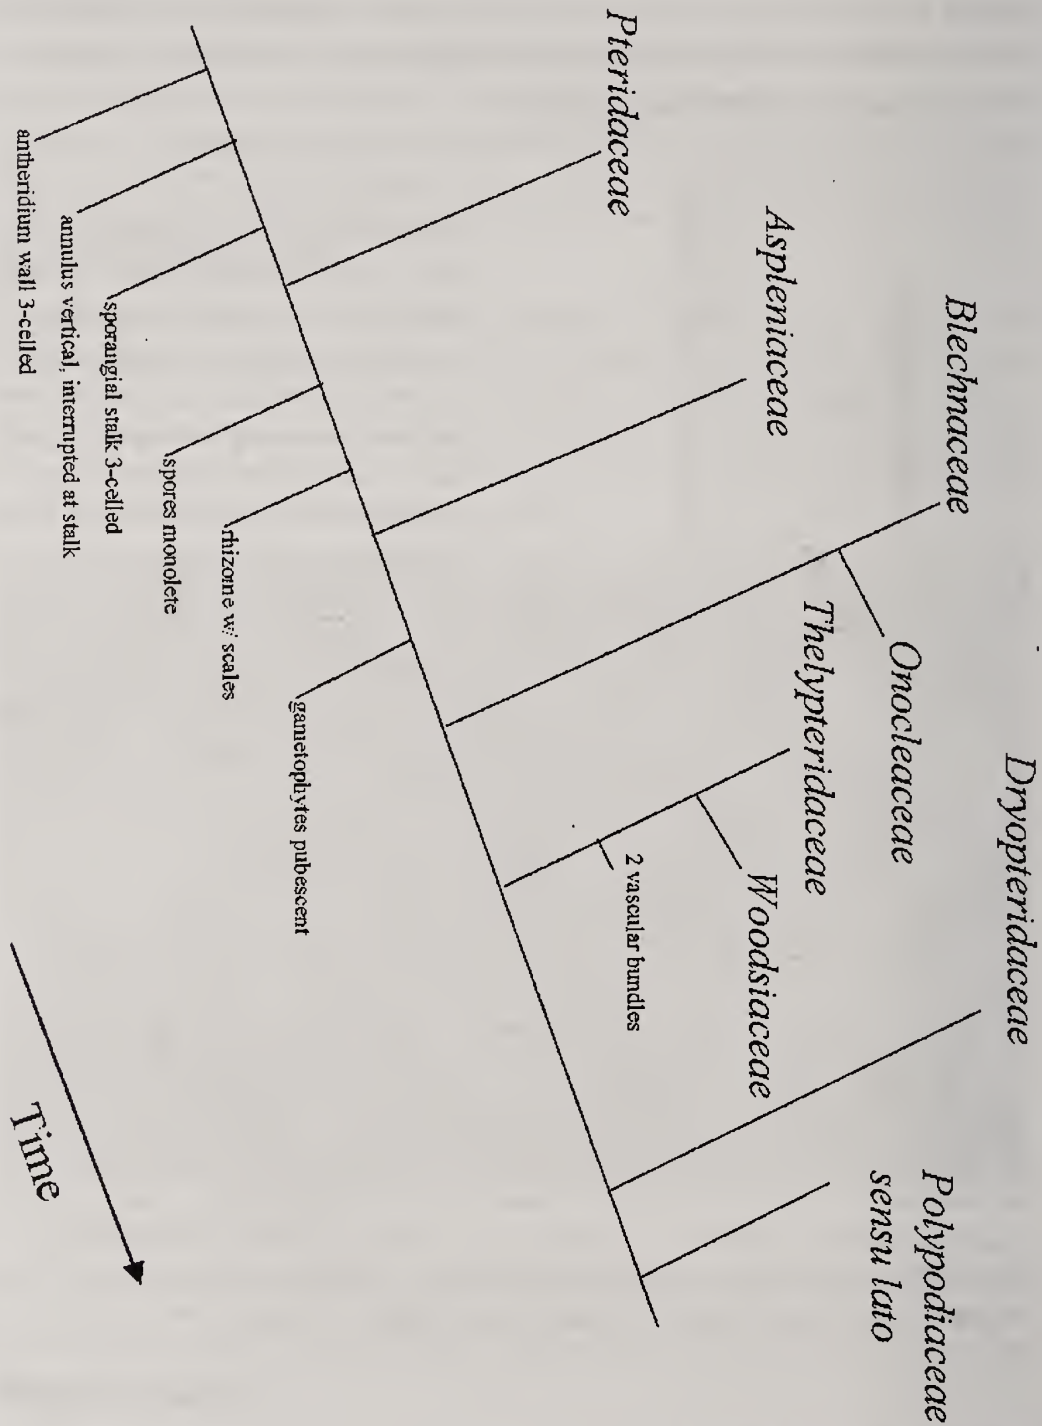 Pteridaceae
Aspleniaceae
Blechnaceae
Onocleaceae
Thelypteridaceae
Woodsiaceae
2 vascular bundles
Dryopteridaceae
Polypodiaceae
sensu lato
antheridium wall 3-celled
annulus vertical, interrupted at stalk
sporangial stalk 3-celled
spores monolete
rhizome w/ scales
gametophytes pubescent
Time